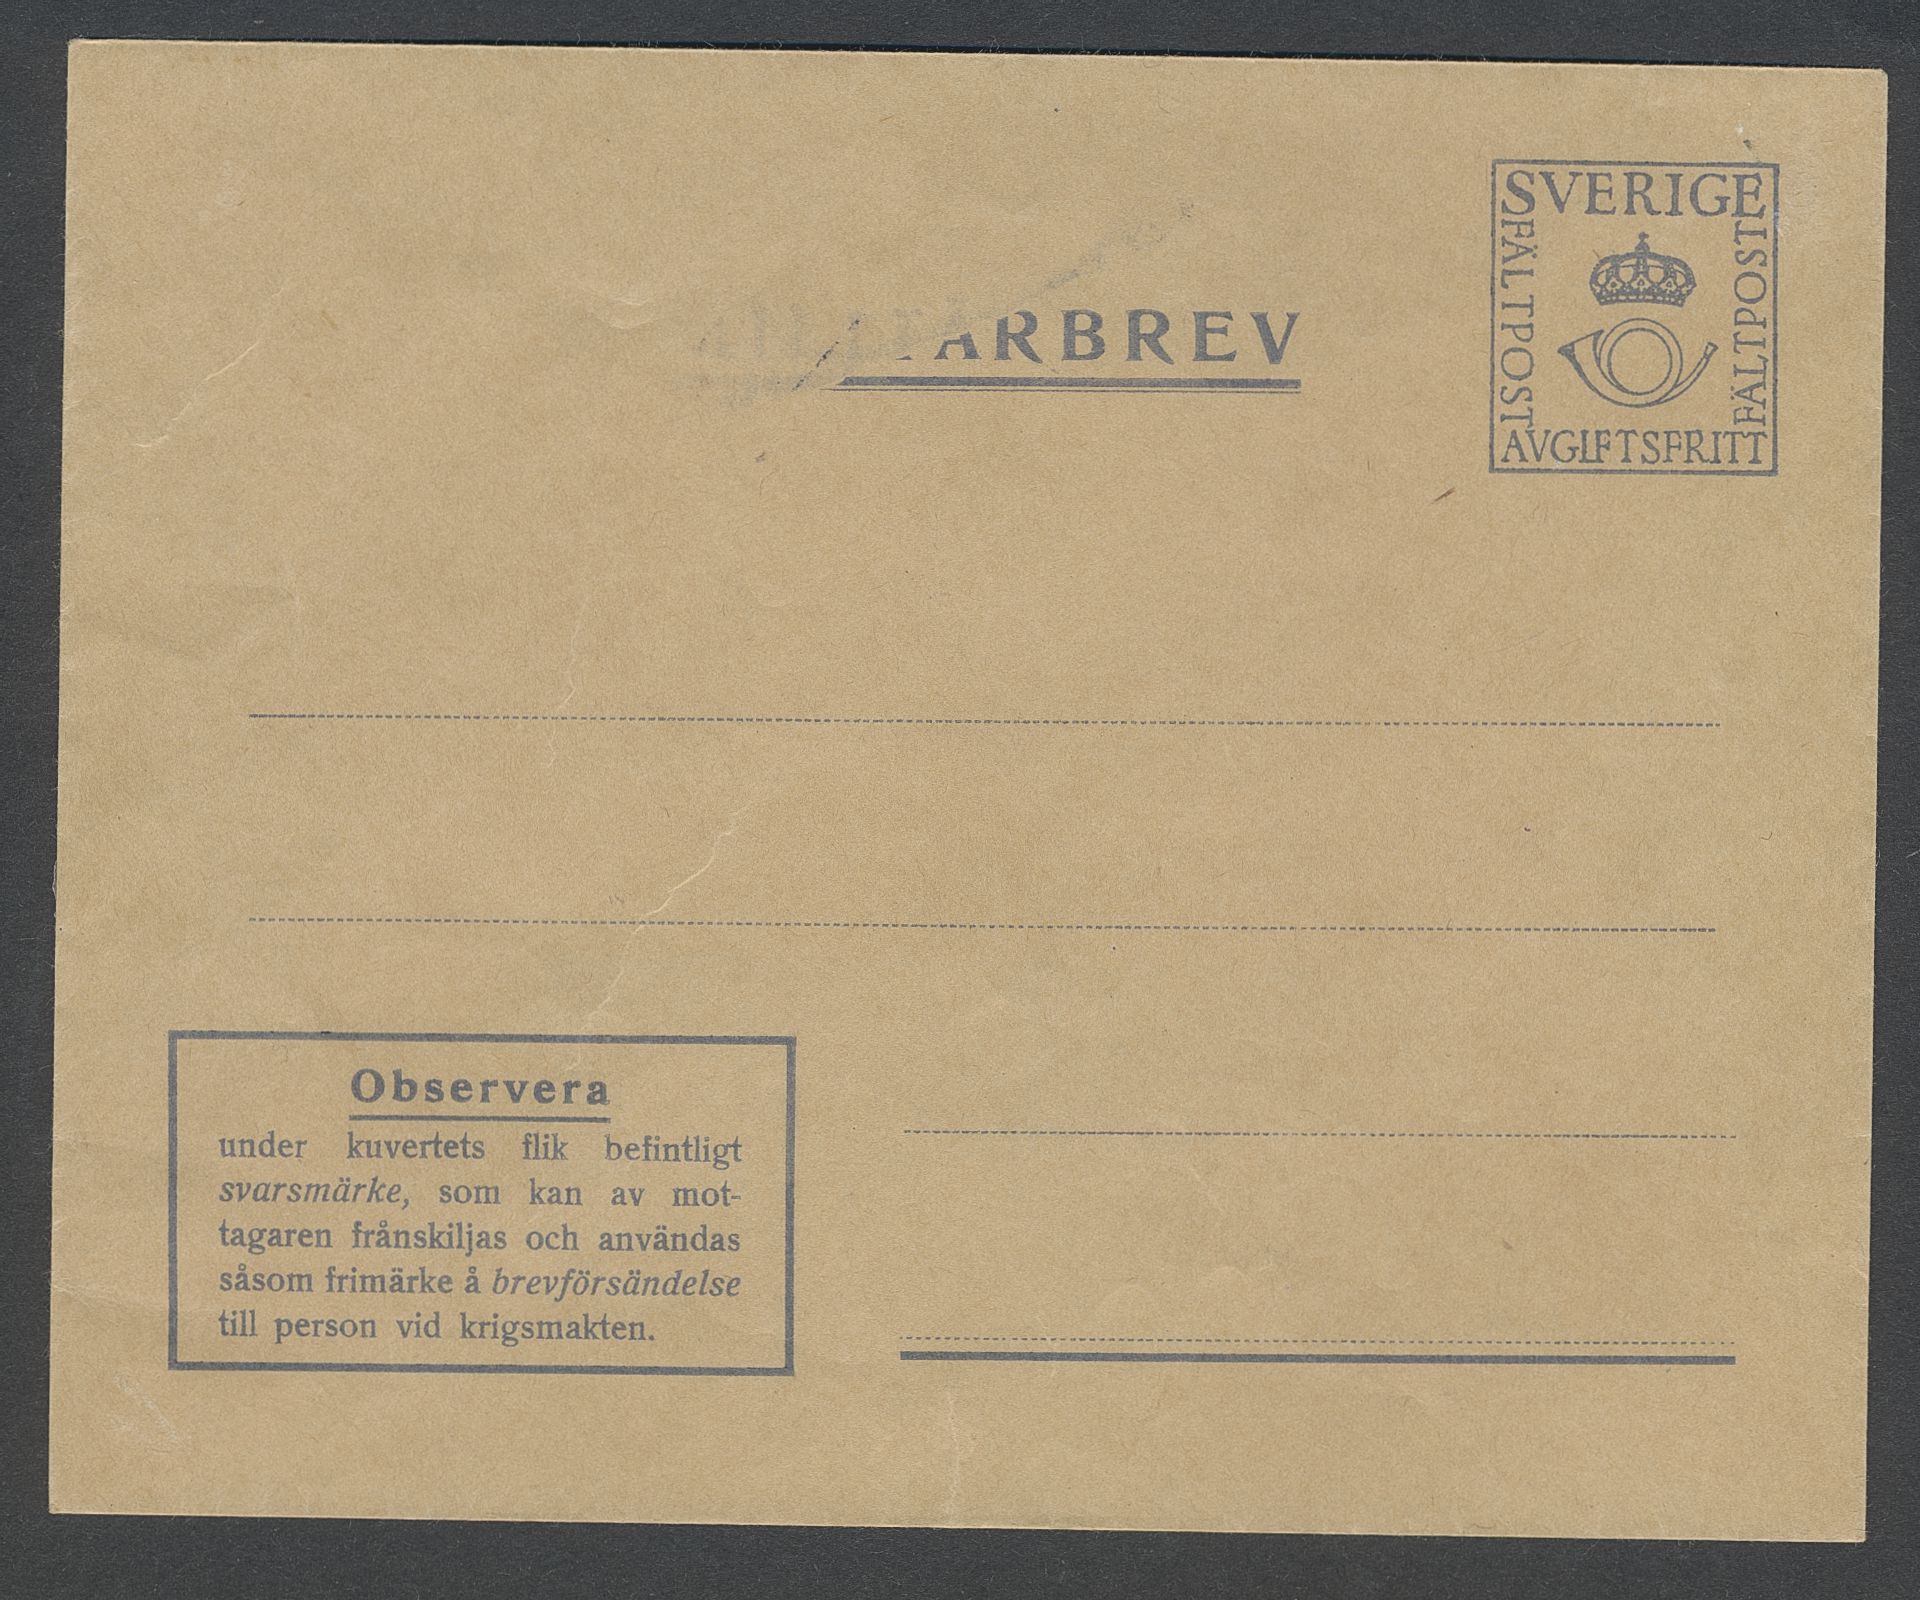 SVERIGE
FÄLTPOST
FÄLTPOST
AVGIFTSFRITT
TÄRBREV
Observera
under kuvertets flik befintligt
svarsmärke, som kan av mot-
tagaren frånskiljas och användas
såsom frimärke å brevförsändelse
till person vid krigsmakten.